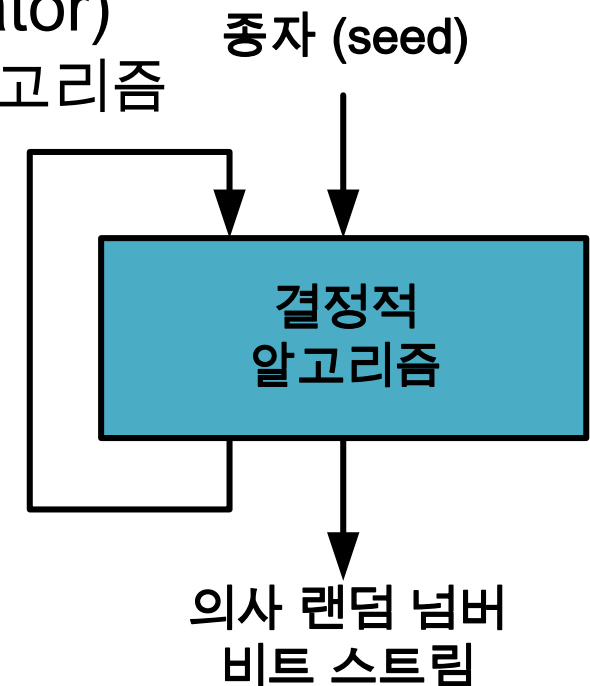 ator)
종자 (seed)
고리즘
결정적
알고리즘
의사 랜덤 넘버
비트 스트림